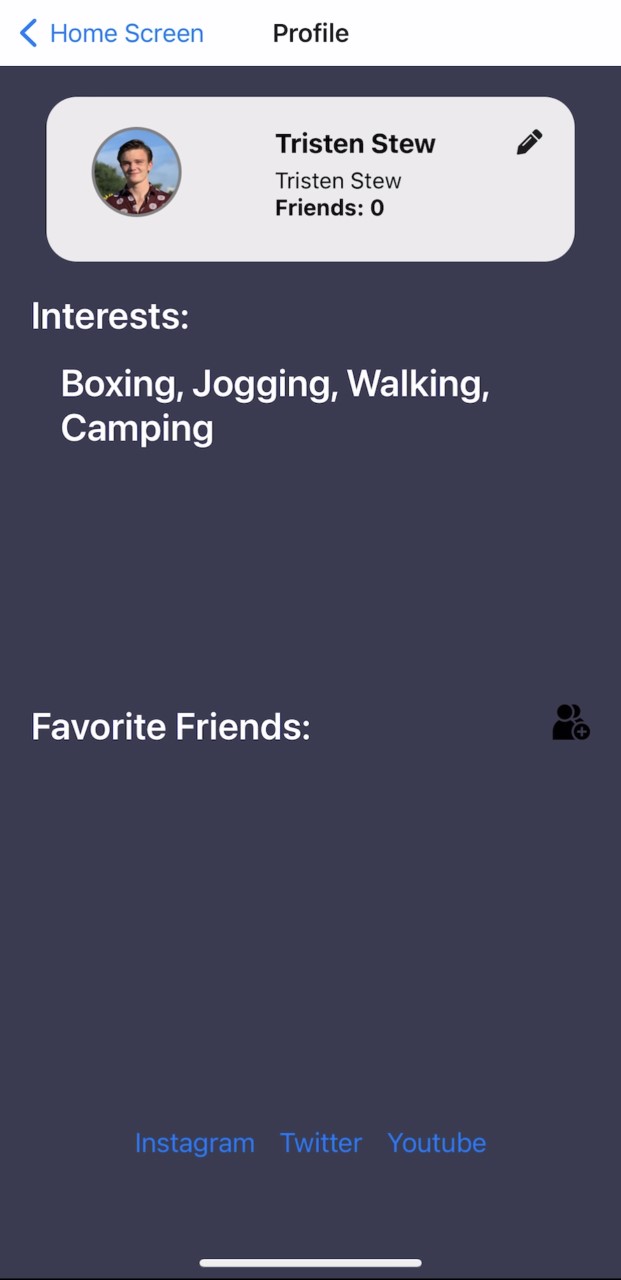 Home Screen Profile
Tristen Stew
Tristen Stew
Friends: 0
Interests:
Boxing, Jogging, Walking,
Camping
Favorite Friends:
Instagram Twitter Youtube